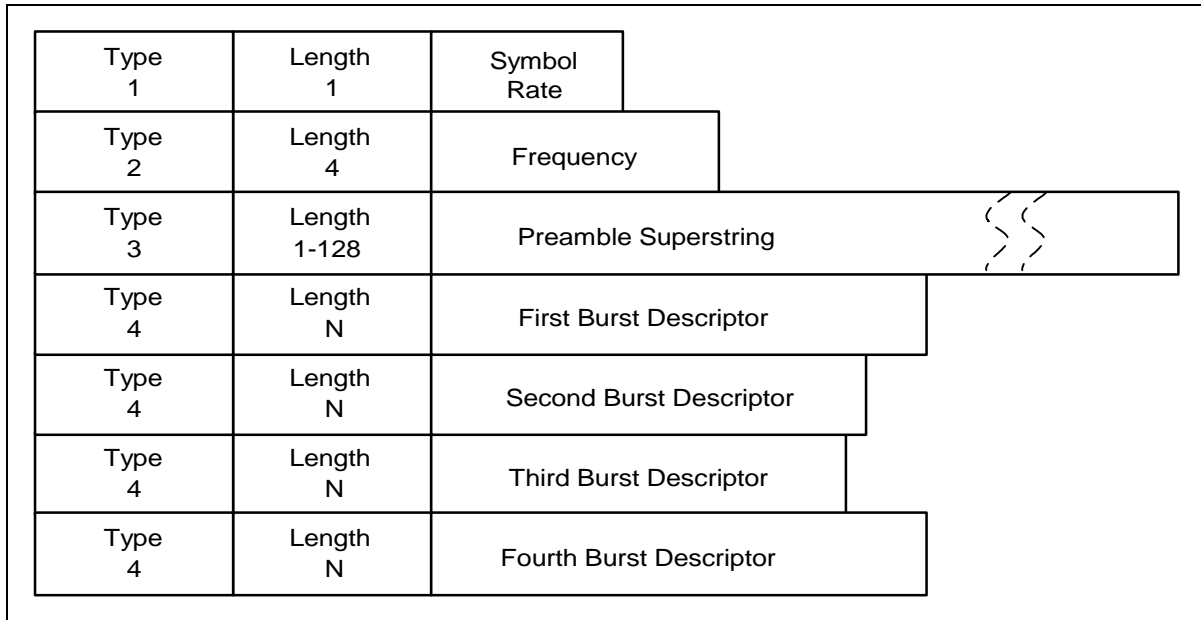 Type
1
Length
1
Symbol
Rate
Type
2
Length
4
Frequency
Type
3
Length
1-128
Preamble Superstring
Type
4
Length
N
First Burst Descriptor
Type
4
Length
N
Second Burst Descriptor
Type
4
Length
N
Third Burst Descriptor
Type
4
Length
N
Fourth Burst Descriptor